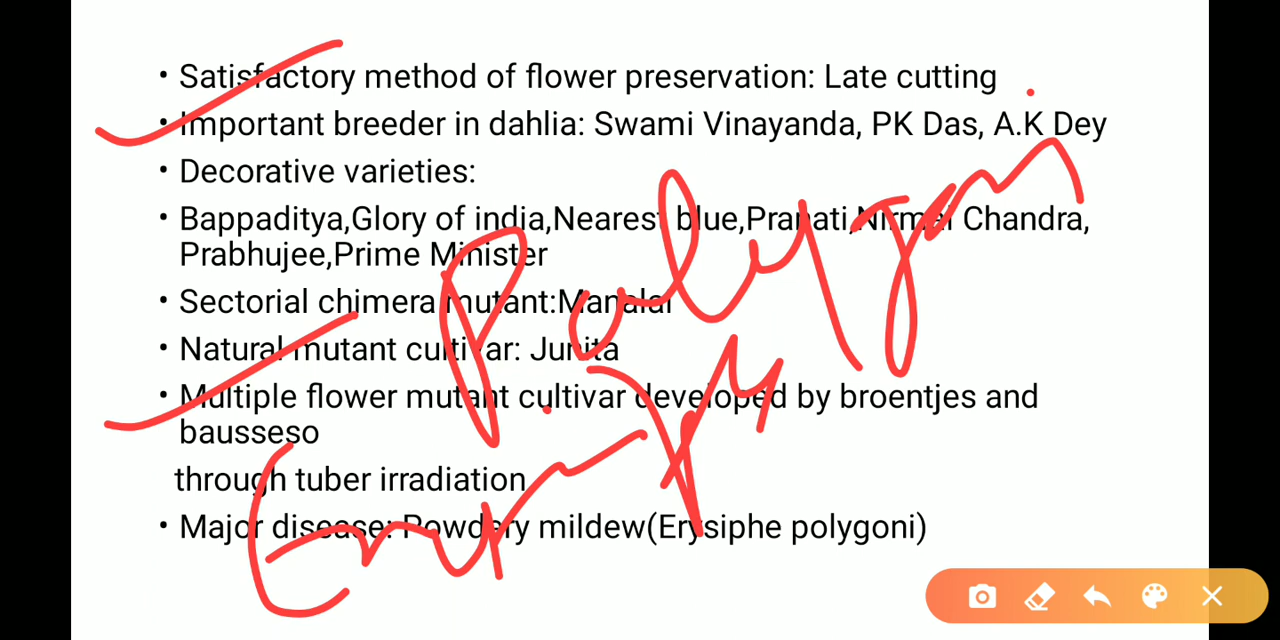 • Satisfactory method of flower preservation: Late cutting
• Important breeder in dahlia: Swami Vinayanda, PK Das, A.K Dey
• Decorative varieties:
• Bappaditya,Glory of india,Nearest blue,Pranati,Nirmal Chandra,
Prabhujee,Prime Minister
• Sectorial chimera mutant:Manalai
• Natural mutant cultivar: Junita
• Multiple flower mutant cultivar developed by broentjes and
bausseso
through tuber irradiation
• Major disease: Powdery mildew(Erysiphe polygoni)
P. Polygoni